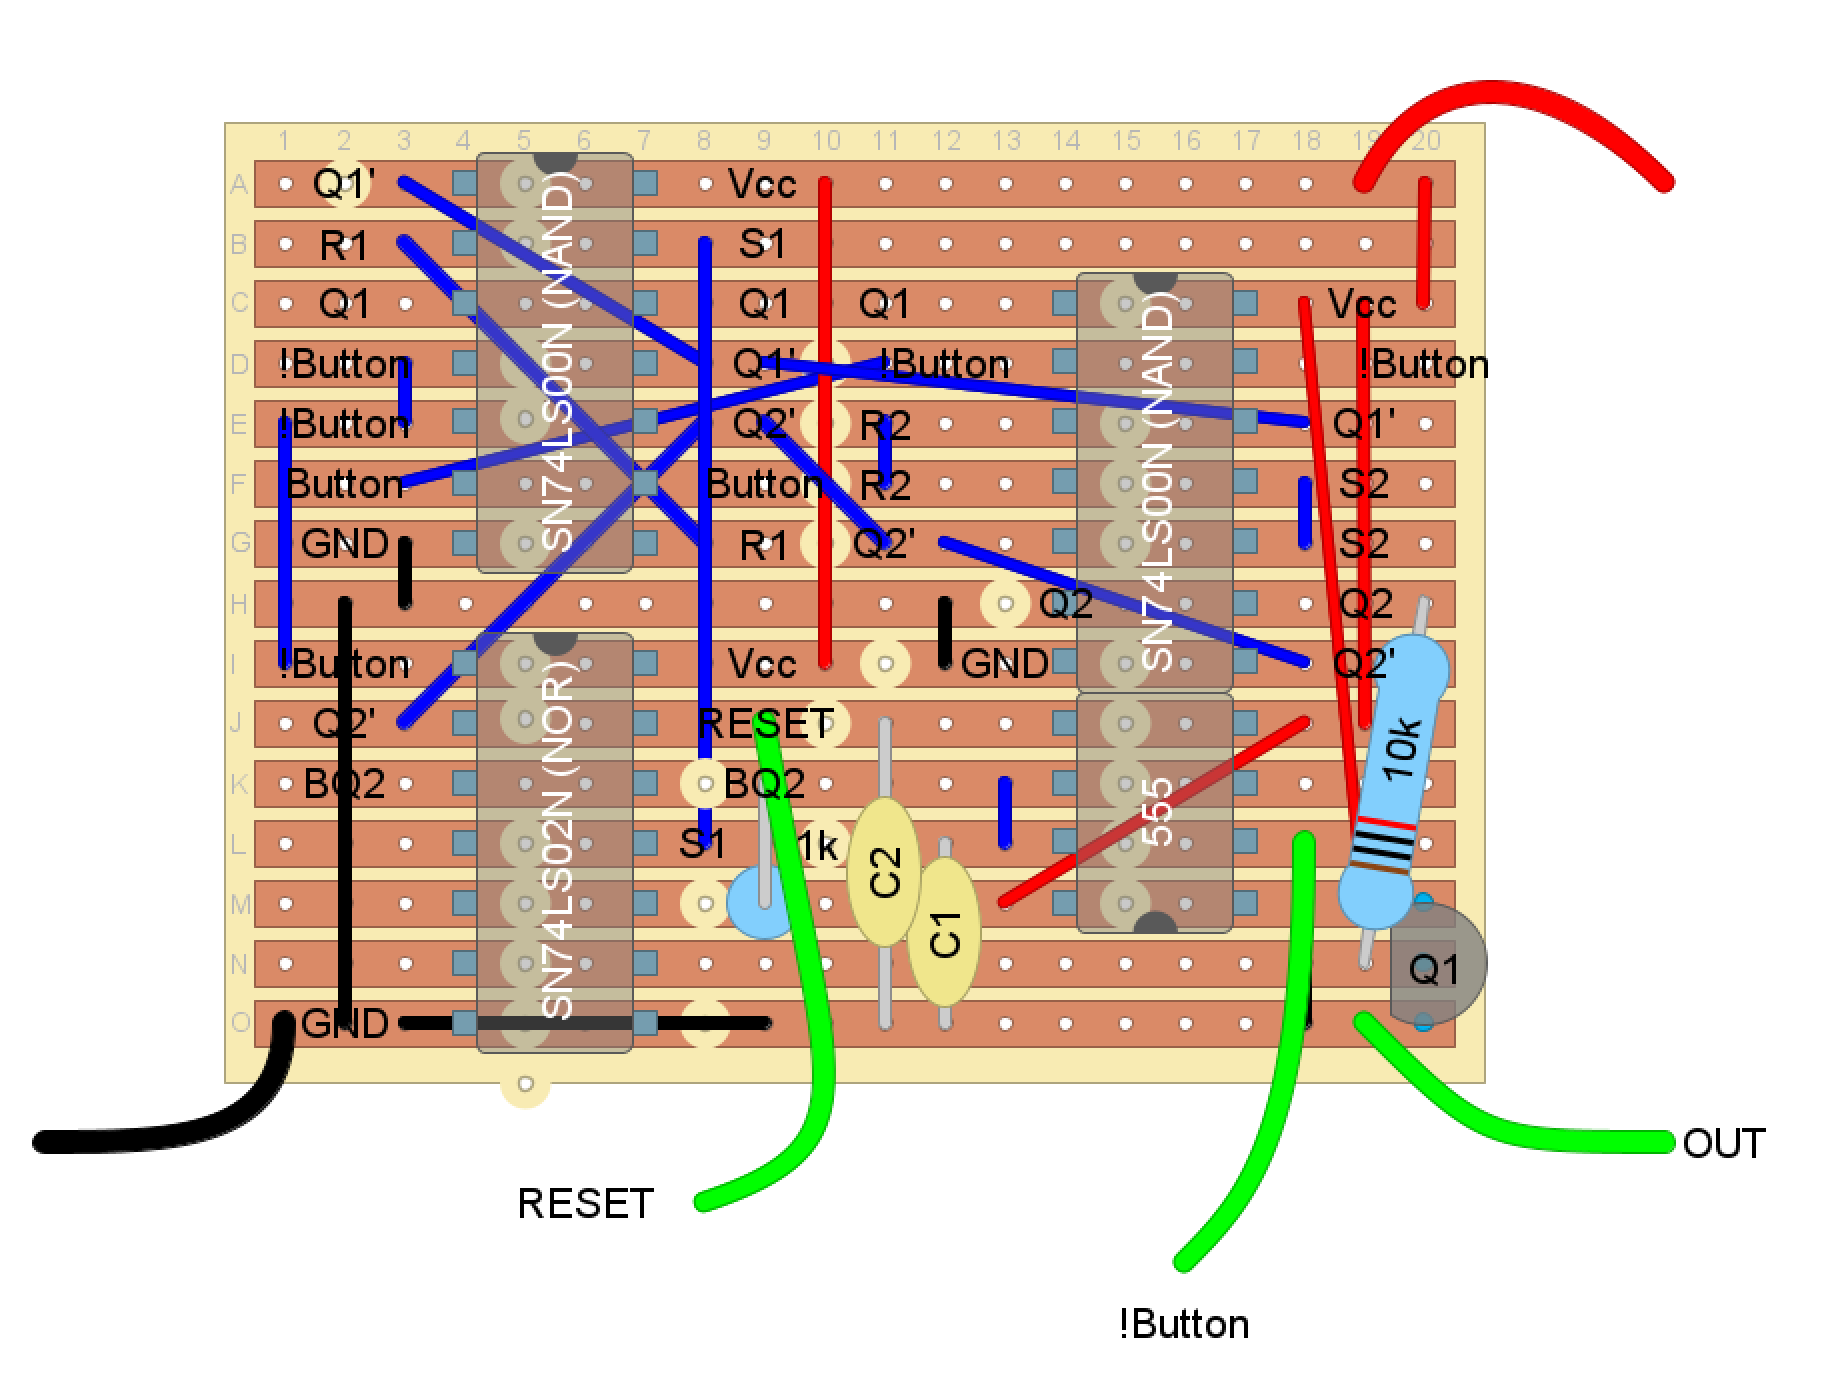 1 2 3 4 5 6 7 8 9 10 11 12 13 14 15 16 17 18 19 20
A Q1' Vcc
B R1 S1
C Q1 Q1 Q1 Vcc
D !Button Q1' !Button !Button
E !Button Q2' R2 Q1'
F Button Button R2 S2
G GND R1 Q2' S2
H Q2 Q2
I !Button Vcc GND Q2'
J Q2' RESET
K BQ2 BQ2
L S1 1k
M
N
O GND
SN74LS00N (NAND)
SN74LS02N (NOR)
SN74LS00N (NAND)
555
C2
C1
10k
Q1
OUT
RESET
!Button